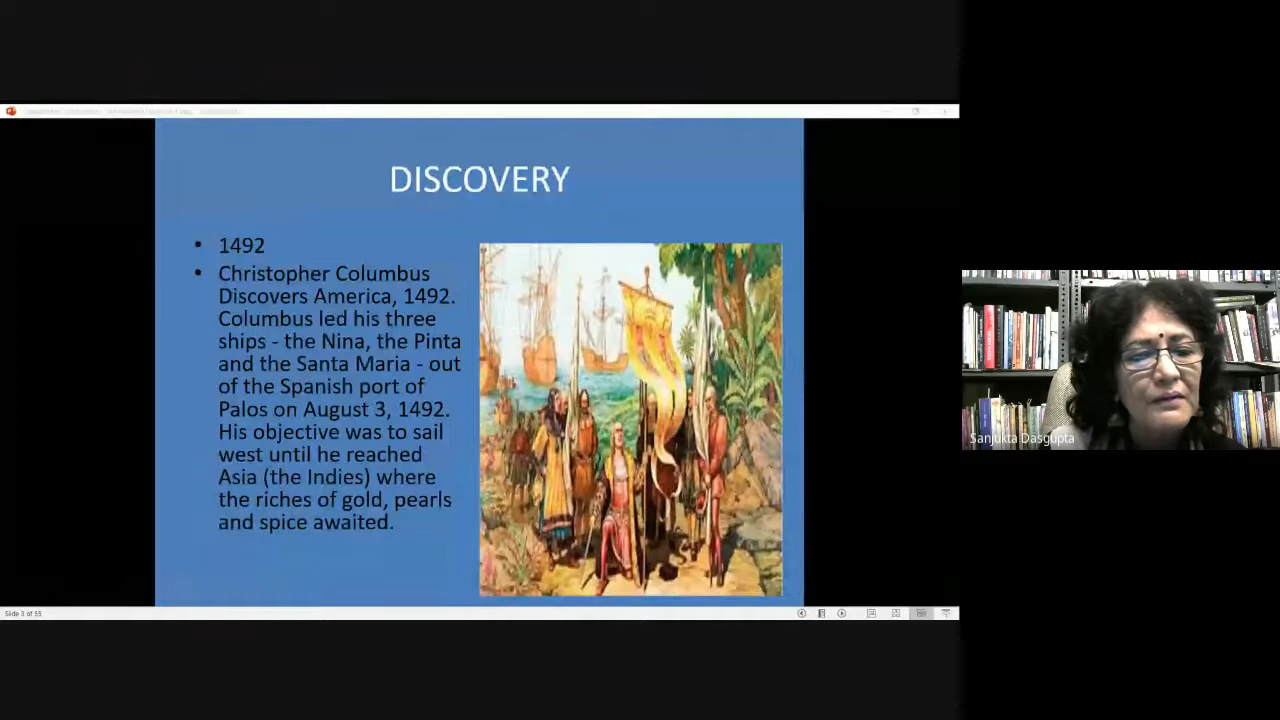 DISCOVERY
• 1492
• Christopher Columbus
Discovers America, 1492.
Columbus led his three
ships - the Nina, the Pinta
and the Santa Maria - out
of the Spanish port of
Palos on August 3, 1492.
His objective was to sail
west until he reached
Asia (the Indies) where
the riches of gold, pearls
and spice awaited.
Sanjukta Dasgupta
Slide 3 of 55